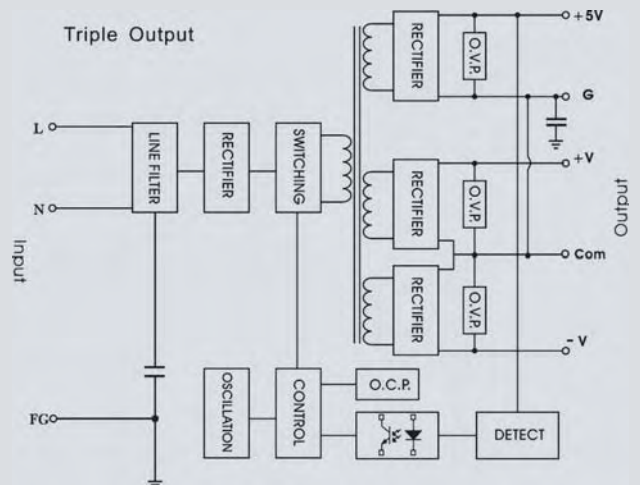 Triple Output
Input
L
N
FG
LINE FILTER
RECTIFIER
SWITCHING
RECTIFIER
O.V.P.
+5V
G
RECTIFIER
O.V.P.
+V
Com
RECTIFIER
O.V.P.
-V
Output
OSCILLATION
CONTROL
O.C.P.
DETECT